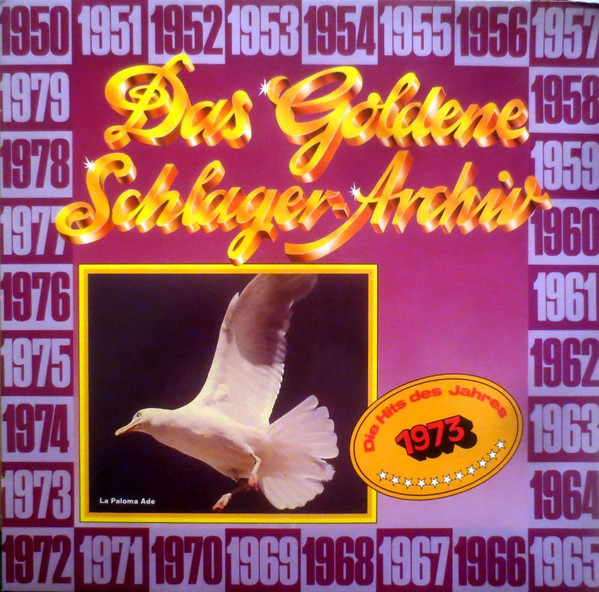 1950 1951 1952 1953 1954 1955 1956 1957
1979
1958
Das Goldene
1978
1959
Schlager-Archiv
1977
1960
1976
1961
1975
1962
Die Hits des Jahres
1973
1974
1963
1973
1964
La Paloma Ade
1972 1971 1970 1969 1968 1967 1966 1965